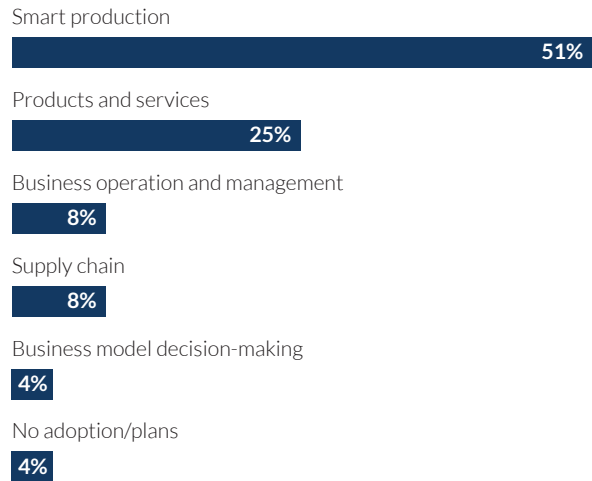 Smart production
51%
Products and services
25%
Business operation and management
8%
Supply chain
8%
Business model decision-making
4%
No adoption/plans
4%